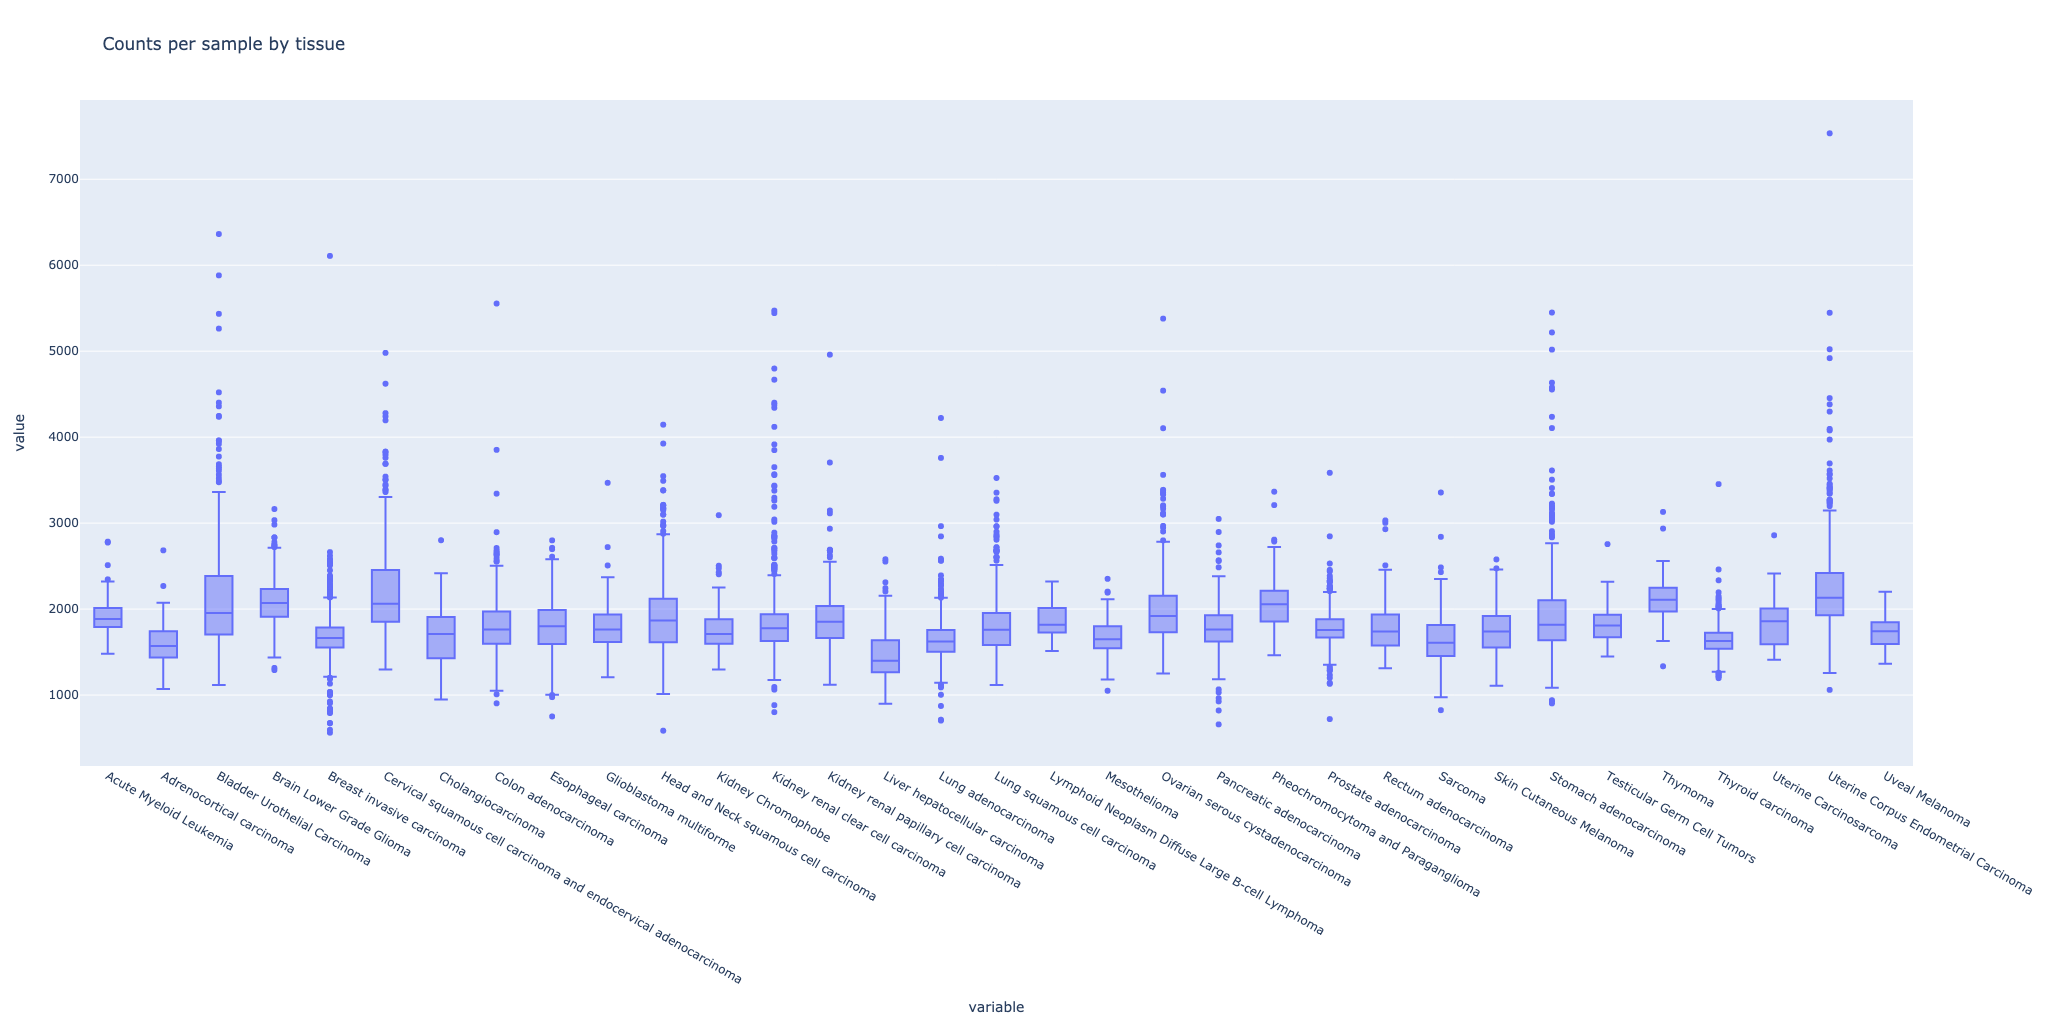 Counts per sample by tissue
7000
6000
5000
4000
3000
2000
1000
value
Acute Myeloid Leukemia
Adrenocortical carcinoma
Bladder Urothelial Carcinoma
Brain Lower Grade Glioma
Breast invasive carcinoma
Cervical squamous cell carcinoma and endocervical adenocarcinoma
Cholangiocarcinoma
Colon adenocarcinoma
Esophageal carcinoma
Glioblastoma multiforme
Head and Neck squamous cell carcinoma
Kidney Chromophobe
Kidney renal clear cell carcinoma
Kidney renal papillary cell carcinoma
Liver hepatocellular carcinoma
Lung adenocarcinoma
Lung squamous cell carcinoma
Lymphoid Neoplasm Diffuse Large B-cell Lymphoma
Mesothelioma
Ovarian serous cystadenocarcinoma
Pancreatic adenocarcinoma
Pheochromocytoma and Paraganglioma
Prostate adenocarcinoma
Rectum adenocarcinoma
Sarcoma
Skin Cutaneous Melanoma
Stomach adenocarcinoma
Testicular Germ Cell Tumors
Thymoma
Thyroid carcinoma
Uterine Carcinosarcoma
Uterine Corpus Endometrial Carcinoma
Uveal Melanoma
variable